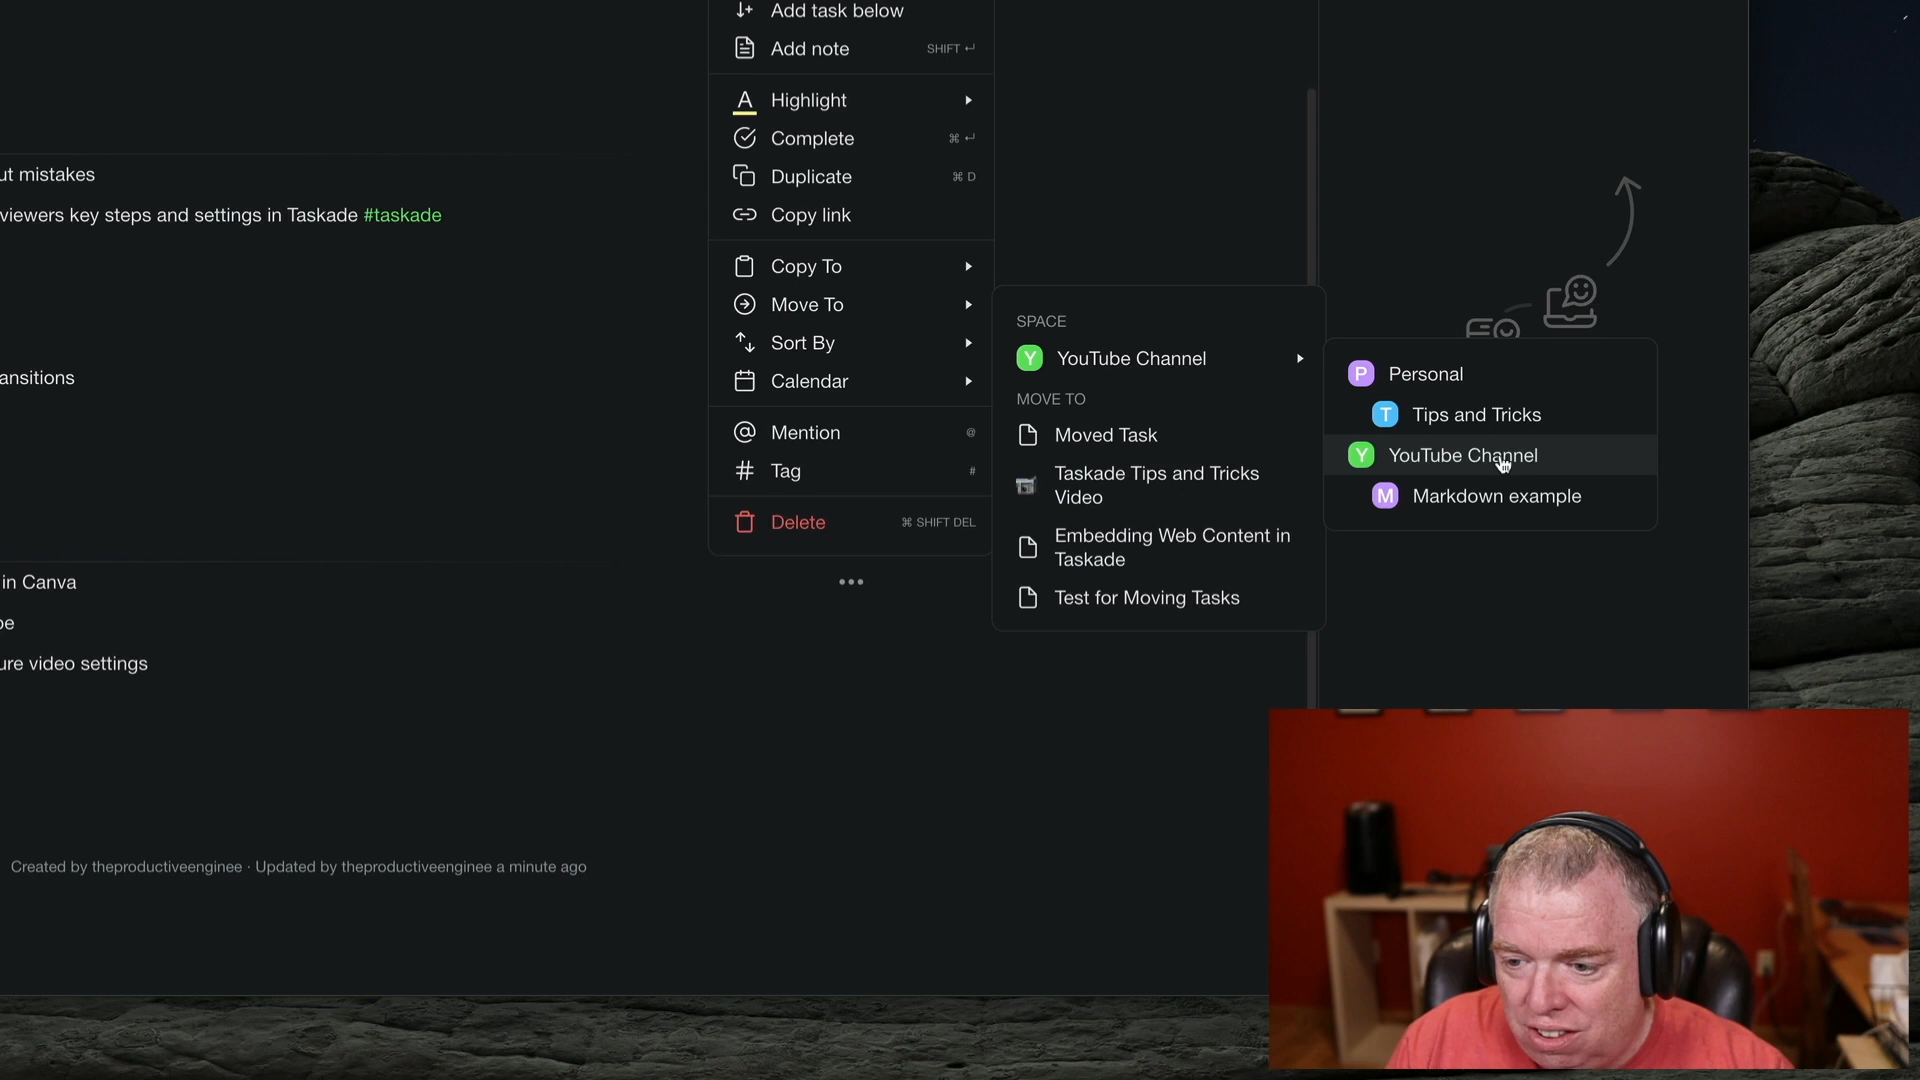 Add task below
Add note SHIFT ↵
A Highlight
Complete ⌘ ↵
Duplicate ⌘ D
Copy link
Copy To
Move To
Sort By
Calendar
Mention @
Tag #
Delete ⌘ SHIFT DEL
SPACE
Y YouTube Channel
MOVE TO
Moved Task
Taskade Tips and Tricks
Video
Embedding Web Content in
Taskade
Test for Moving Tasks
P Personal
T Tips and Tricks
Y YouTube Channel
M Markdown example
ut mistakes
viewers key steps and settings in Taskade #taskade
ansitions
in Canva
be
ure video settings
Created by theproductiveenginee · Updated by theproductiveenginee a minute ago